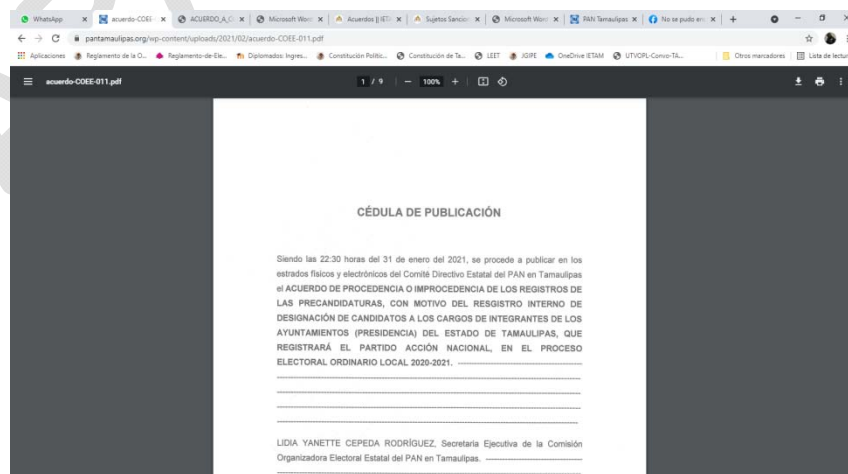 WhatsApp
acuerdo-COEE-
ACUERDO_A_C
Microsoft Word
Acuerdos || IET
Sujetos Sancio
Microsoft Word
PAN Tamaulipas
No se pudo en
pantamaulipas.org/wp-content/uploads/2021/02/acuerdo-COEE-011.pdf
Aplicaciones
Reglamento de la O...
Reglamento-de-Ele...
Diplomados: Ingres...
Constitución Polític...
Constitución de Ta...
LEET
JGIPE
OneDrive IETAM
UTVOPL-Convo-TA...
Otros marcadores
Lista de lectura
acuerdo-COEE-011.pdf
1 / 9
100%
CÉDULA DE PUBLICACIÓN
Siendo las 22:30 horas del 31 de enero del 2021, se procede a publicar en los
estrados físicos y electrónicos del Comité Directivo Estatal del PAN en Tamaulipas
el ACUERDO DE PROCEDENCIA O IMPROCEDENCIA DE LOS REGISTROS DE
LAS PRECANDIDATURAS, CON MOTIVO DEL RESGISTRO INTERNO DE
DESIGNACIÓN DE CANDIDATOS A LOS CARGOS DE INTEGRANTES DE LOS
AYUNTAMIENTOS (PRESIDENCIA) DEL ESTADO DE TAMAULIPAS, QUE
REGISTRARÁ EL PARTIDO ACCIÓN NACIONAL, EN EL PROCESO
ELECTORAL ORDINARIO LOCAL 2020-2021.
LIDIA YANETTE CEPEDA RODRÍGUEZ, Secretaria Ejecutiva de la Comisión
Organizadora Electoral Estatal del PAN en Tamaulipas.